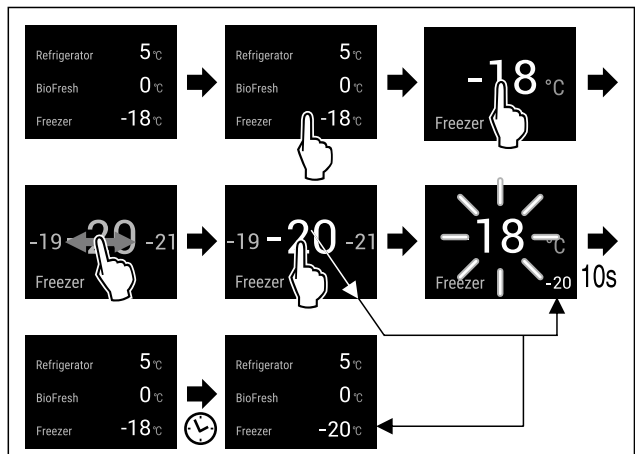 Refrigerator 5 °C
BioFresh 0 °C
Freezer -18 °C
Refrigerator 5 °C
BioFresh 0 °C
Freezer -18 °C
-18 °C
Freezer
-19 -20 -21
Freezer
-19 -20 -21
Freezer
-18 °C
Freezer -20
10s
Refrigerator 5 °C
BioFresh 0 °C
Freezer -18 °C
Refrigerator 5 °C
BioFresh 0 °C
Freezer -20 °C